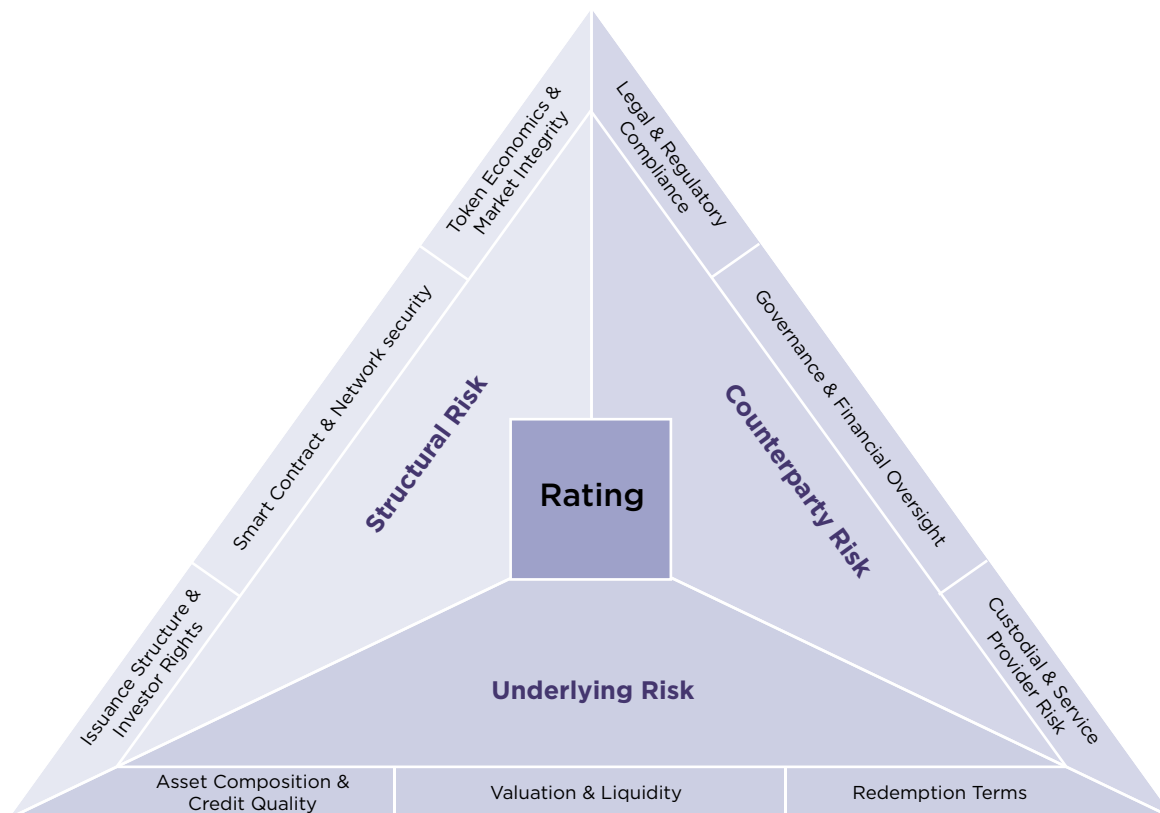 Token Economics &
Market Integrity
Legal & Regulatory
Compliance
Smart Contract & Network security
Governance & Financial Oversight
Structural Risk
Counterparty Risk
Rating
Issuance Structure &
Investor Rights
Custodial & Service
Provider Risk
Underlying Risk
Asset Composition &
Credit Quality
Valuation & Liquidity
Redemption Terms